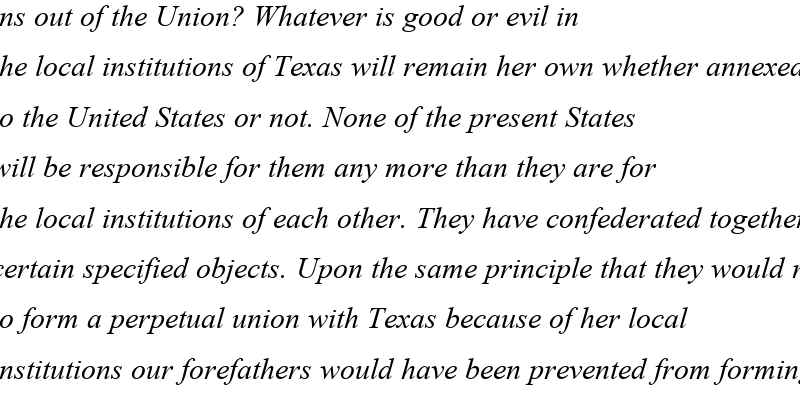 ns out of the Union? Whatever is good or evil in
he local institutions of Texas will remain her own whether annexed
o the United States or not. None of the present States
will be responsible for them any more than they are for
he local institutions of each other. They have confederated together
certain specified objects. Upon the same principle that they would r
o form a perpetual union with Texas because of her local
nstitutions our forefathers would have been prevented from forming